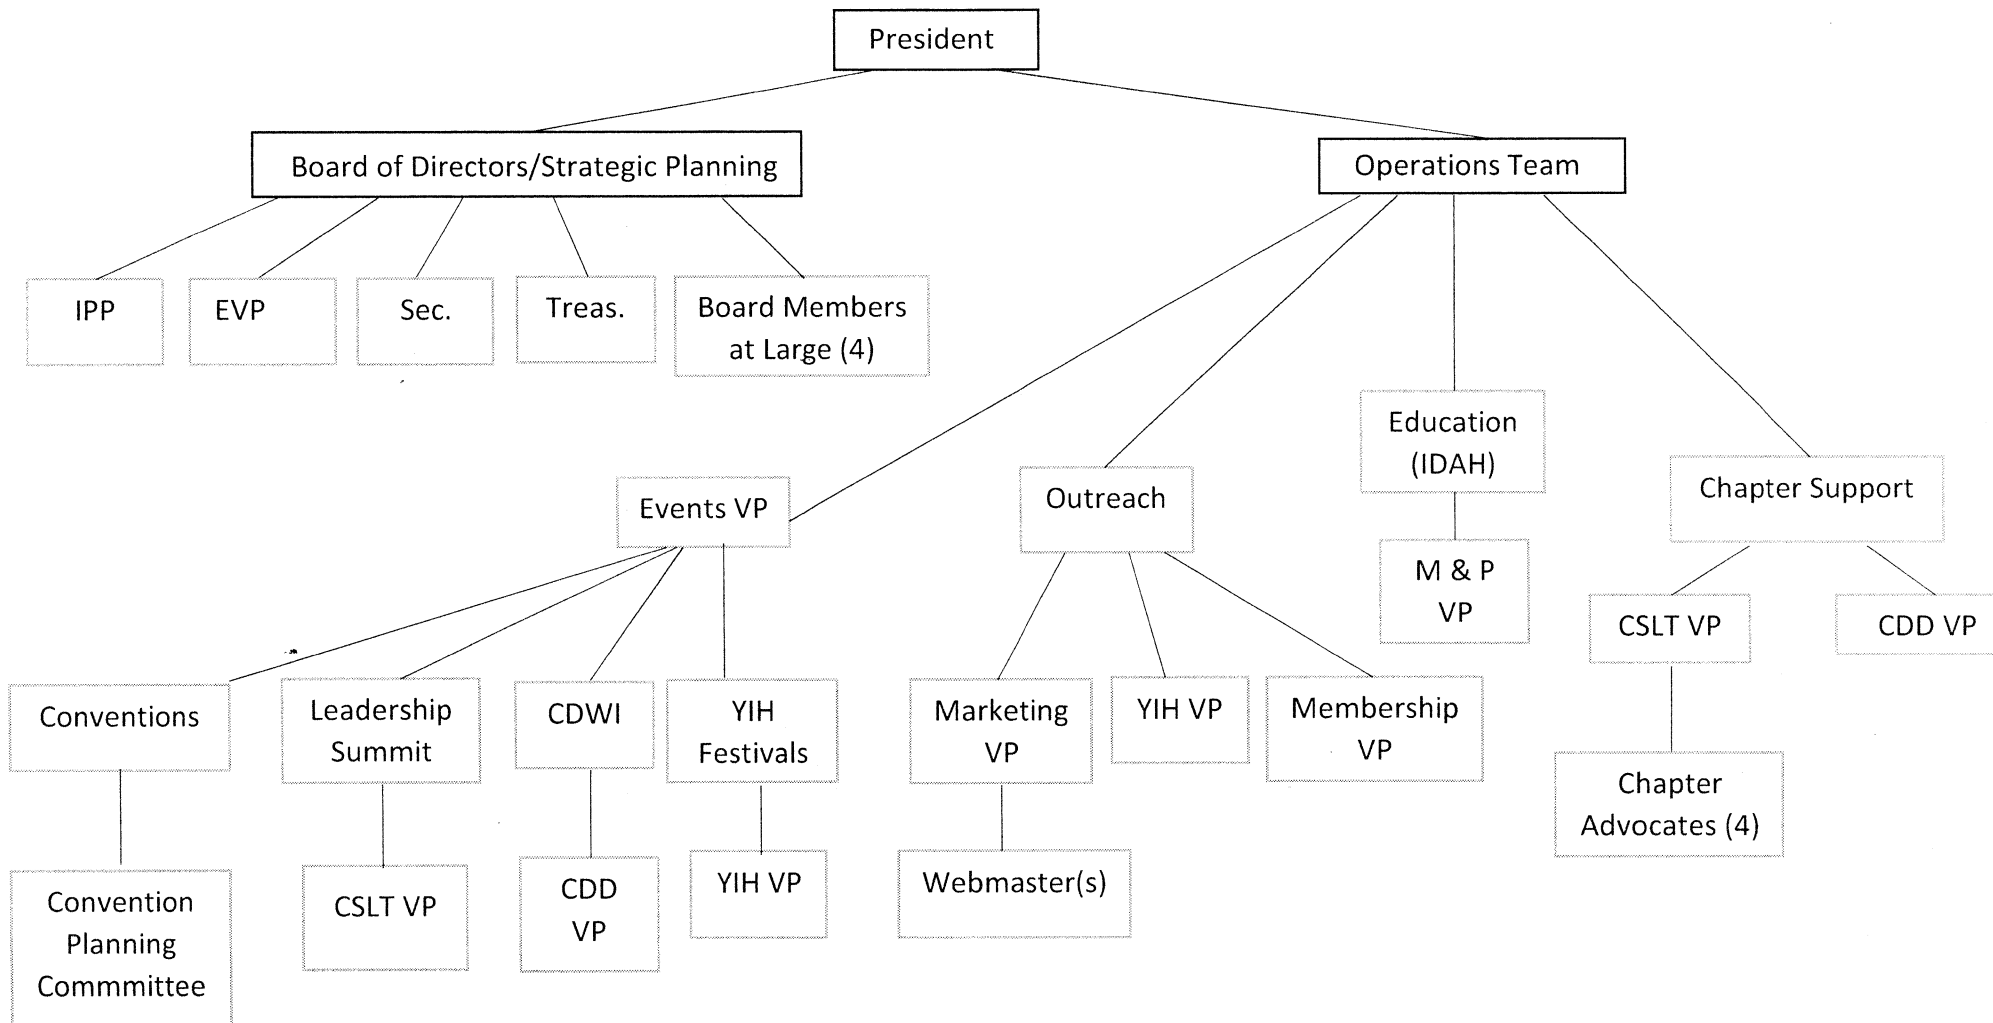 President
Board of Directors/Strategic Planning
Operations Team
IPP
EVP
Sec.
Treas.
Board Members
at Large (4)
Education
(IDAH)
Events VP
Outreach
Chapter Support
M & P
VP
CSLT VP
CDD VP
Conventions
Leadership
Summit
CDWI
YIH
Festivals
Marketing
VP
YIH VP
Membership
VP
Chapter
Advocates (4)
Convention
Planning
Commmittee
CSLT VP
CDD
VP
YIH VP
Webmaster(s)